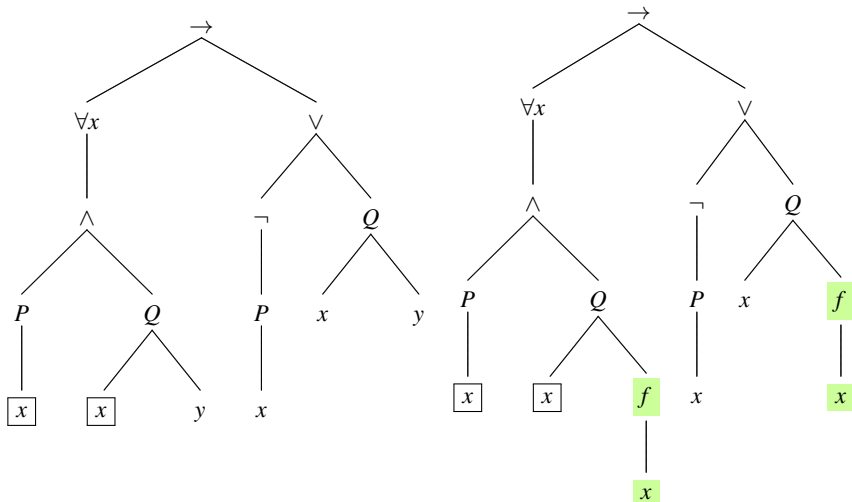 → →
∀x ∨ ∀x ∨
∧ ¬ Q ∧ ¬ Q
P Q P x y P Q P x f
x x y x x x f x x
x